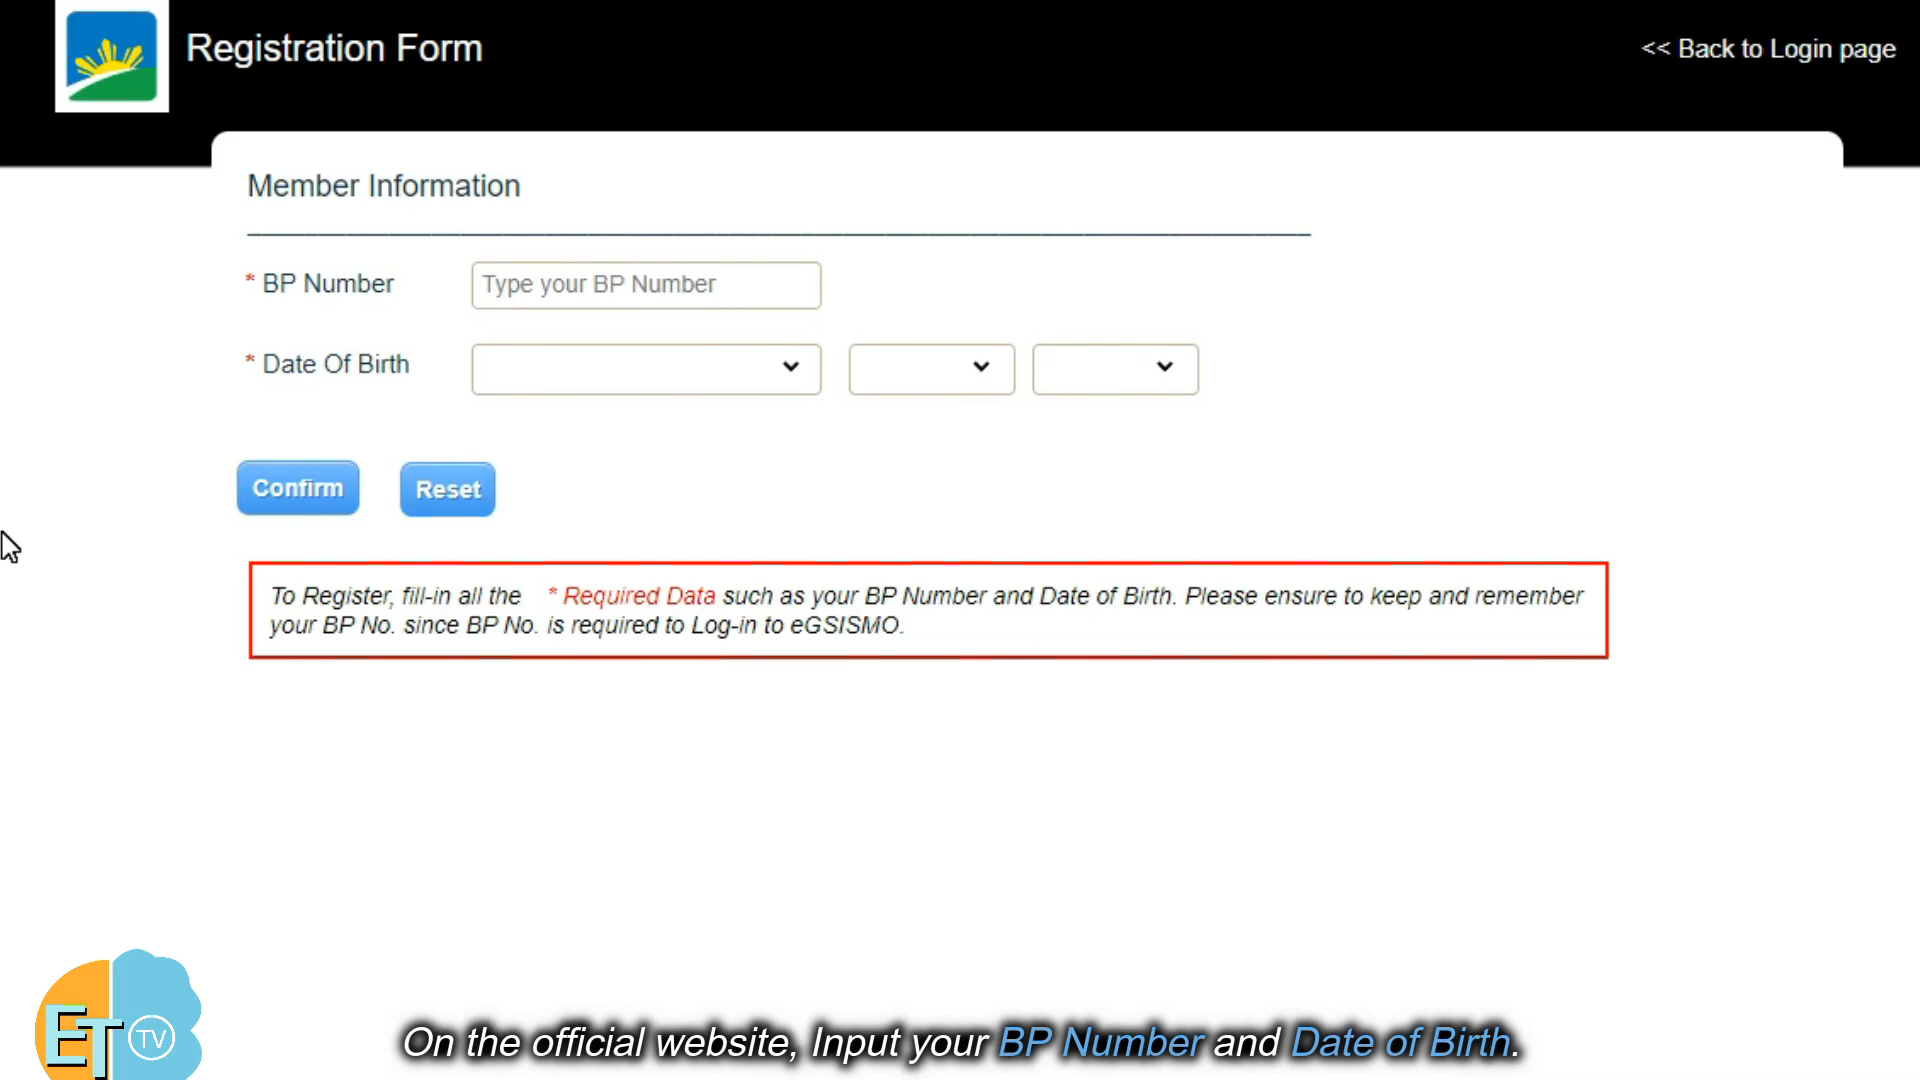 Registration Form
<< Back to Login page
Member Information
* BP Number
Type your BP Number
* Date Of Birth
Confirm
Reset
To Register, fill-in all the * Required Data such as your BP Number and Date of Birth. Please ensure to keep and remember
your BP No. since BP No. is required to Log-in to eGSISMO.
ET TV
On the official website, Input your BP Number and Date of Birth.